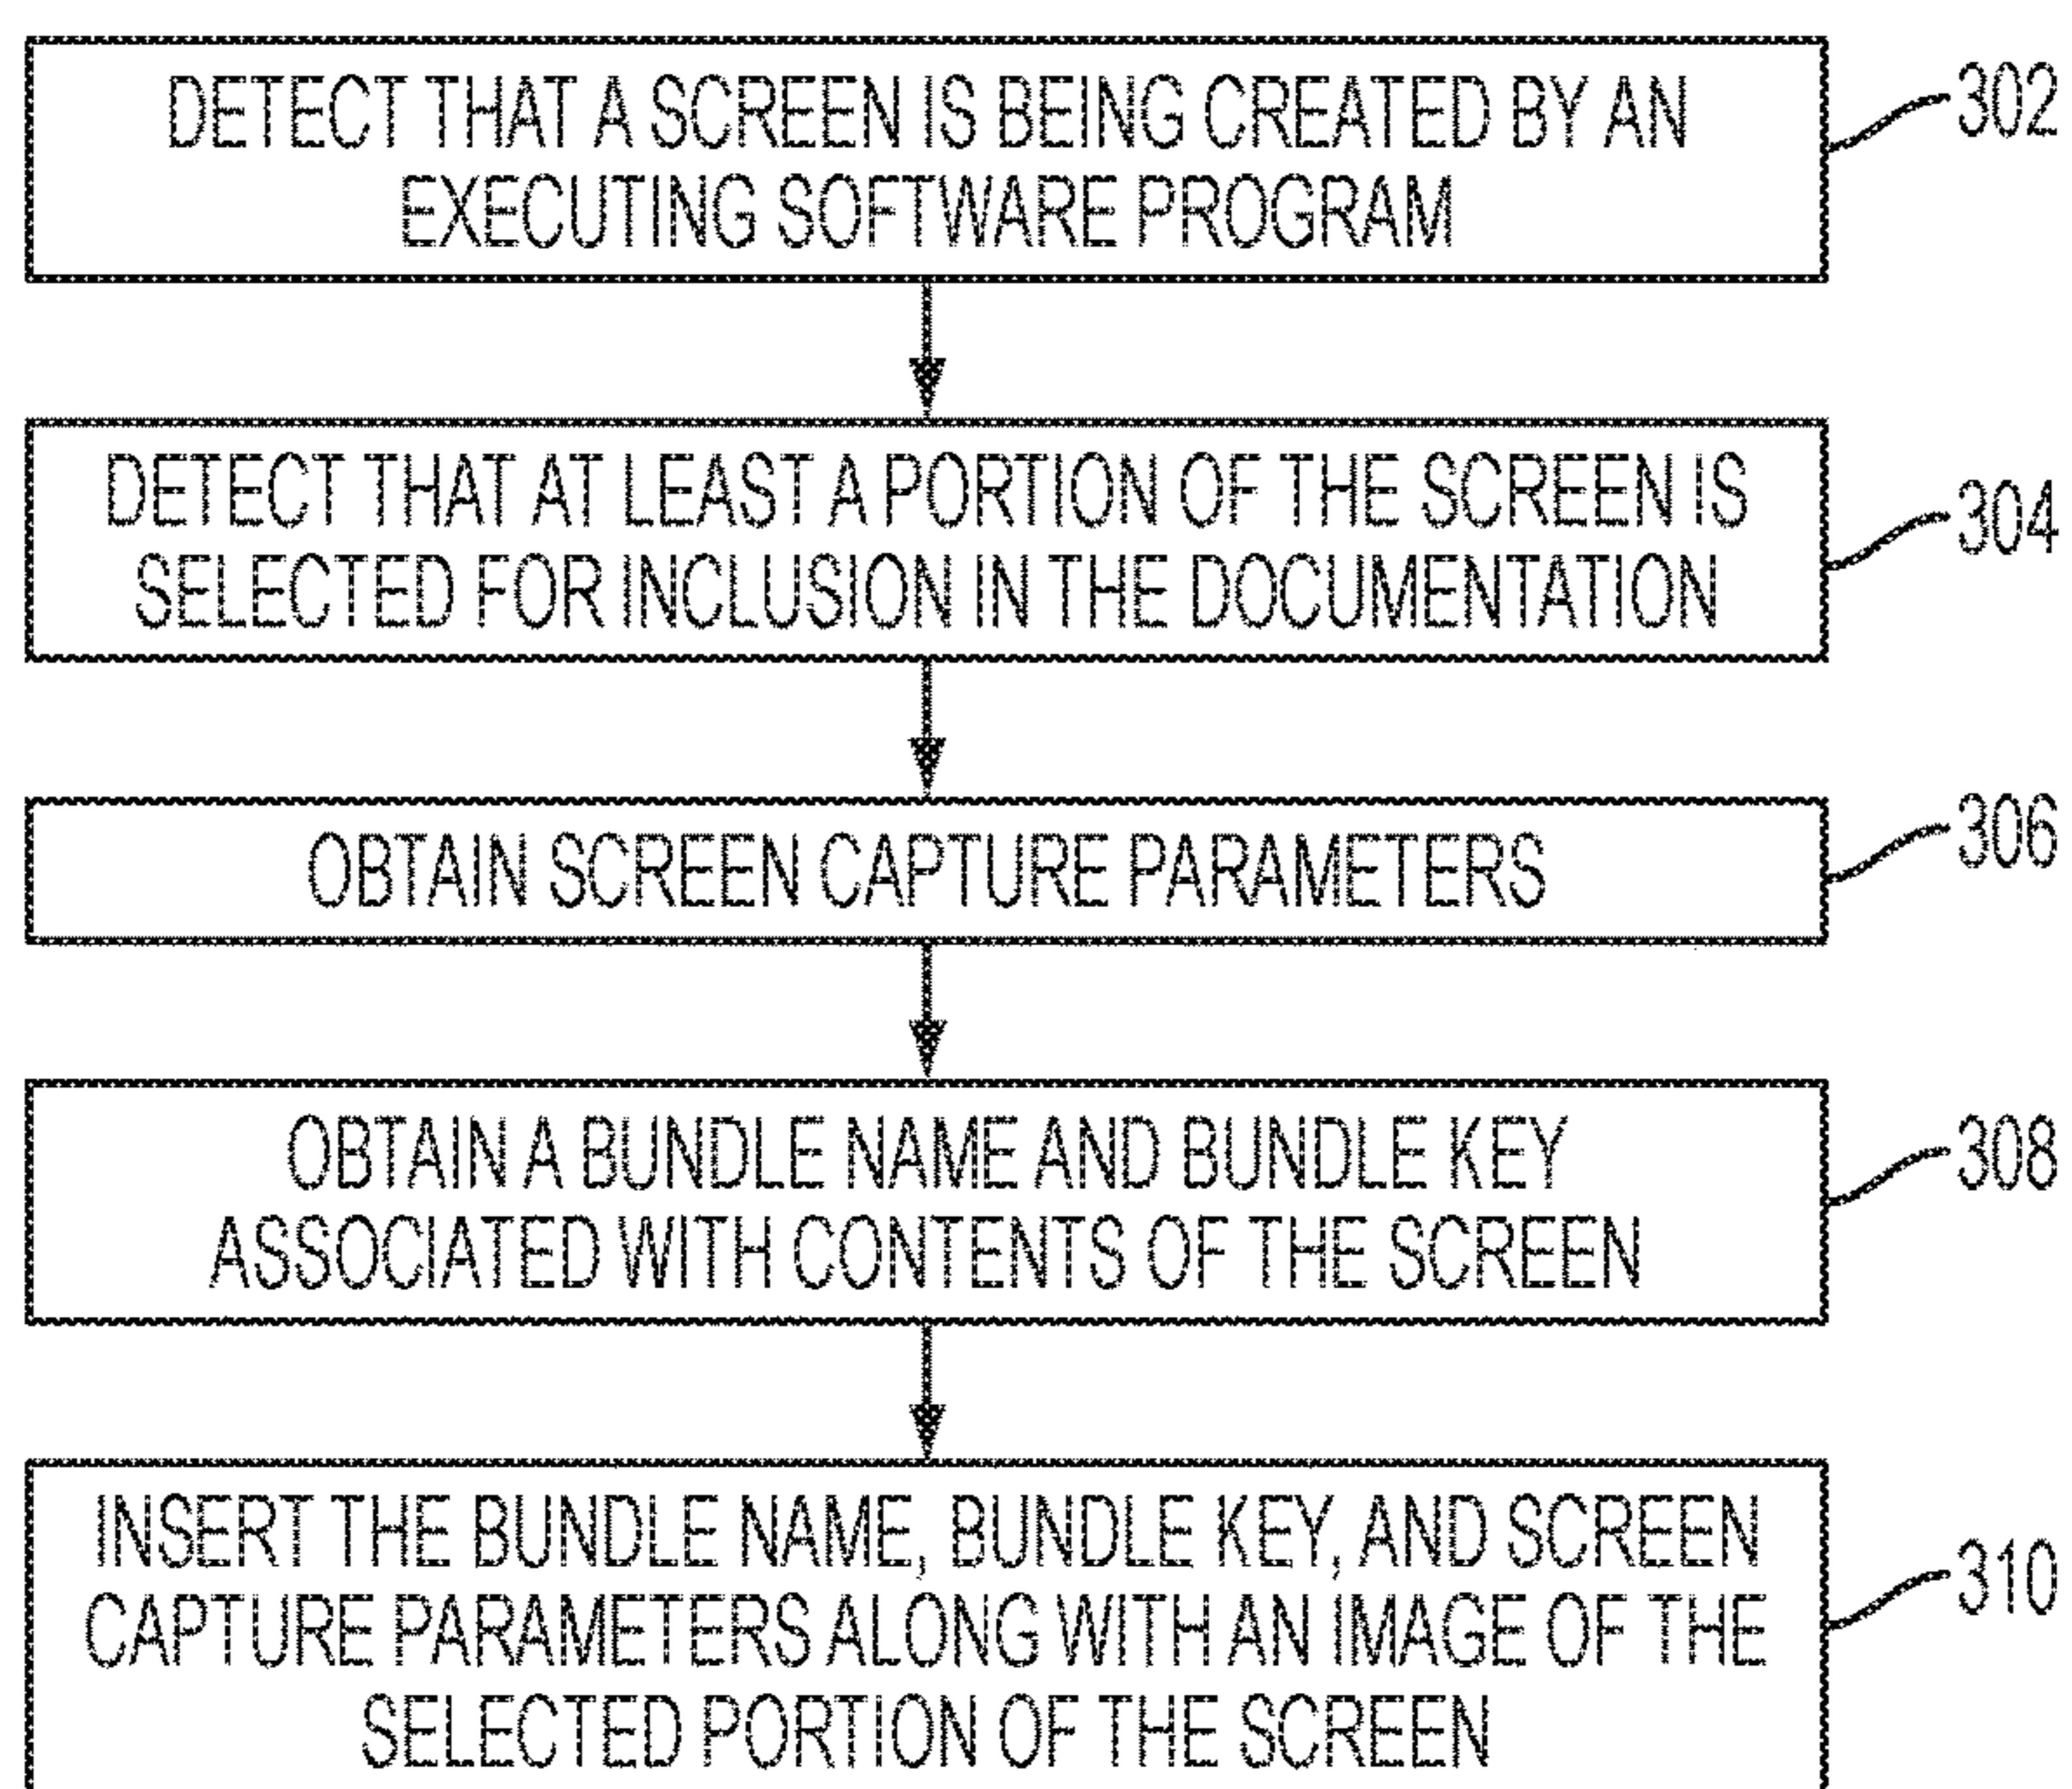 DETECT THAT A SCREEN IS BEING CREATED BY AN
EXECUTING SOFTWARE PROGRAM
302
DETECT THAT AT LEAST A PORTION OF THE SCREEN IS
SELECTED FOR INCLUSION IN THE DOCUMENTATION
304
OBTAIN SCREEN CAPTURE PARAMETERS
306
OBTAIN A BUNDLE NAME AND BUNDLE KEY
ASSOCIATED WITH CONTENTS OF THE SCREEN
308
INSERT THE BUNDLE NAME, BUNDLE KEY, AND SCREEN
CAPTURE PARAMETERS ALONG WITH AN IMAGE OF THE
SELECTED PORTION OF THE SCREEN
310